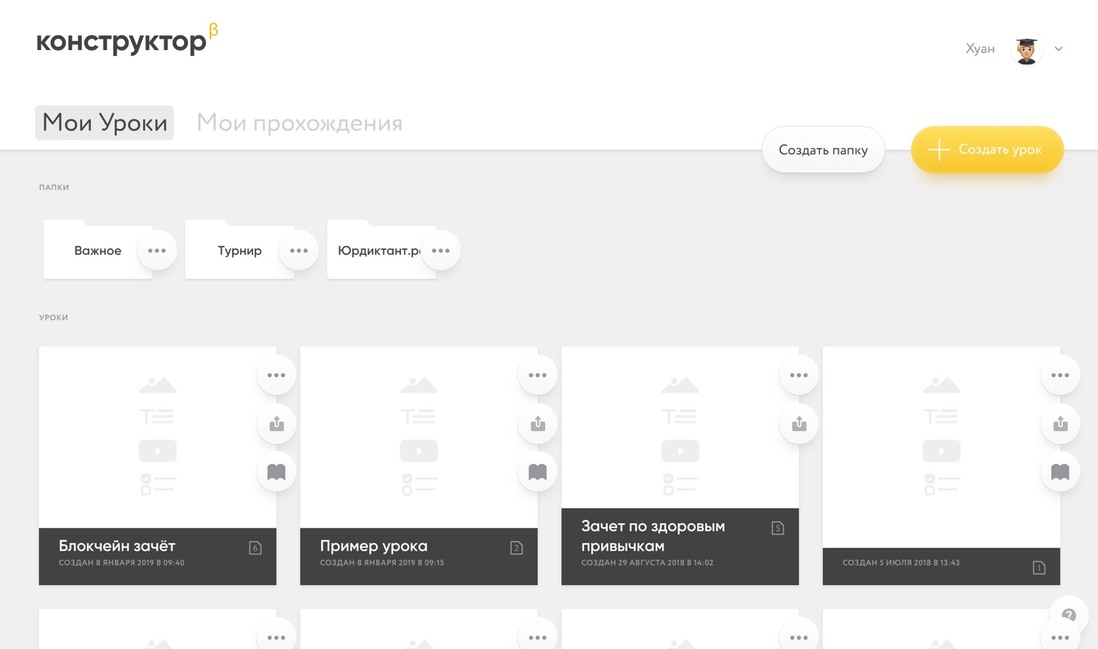 конструктор β
Хуан
Мои Уроки
Мои прохождения
Создать папку
Создать урок
ПАПКИ
Важное
Турнир
Юрдиктант.р
УРОКИ
Блокчейн зачёт
6
СОЗДАН 8 ЯНВАРЯ 2019 В 09:40
Пример урока
2
СОЗДАН 8 ЯНВАРЯ 2019 В 09:15
Зачет по здоровым
привычкам
5
СОЗДАН 29 АВГУСТА 2018 В 14:02
СОЗДАН 5 ИЮЛЯ 2018 В 13:43
1
?